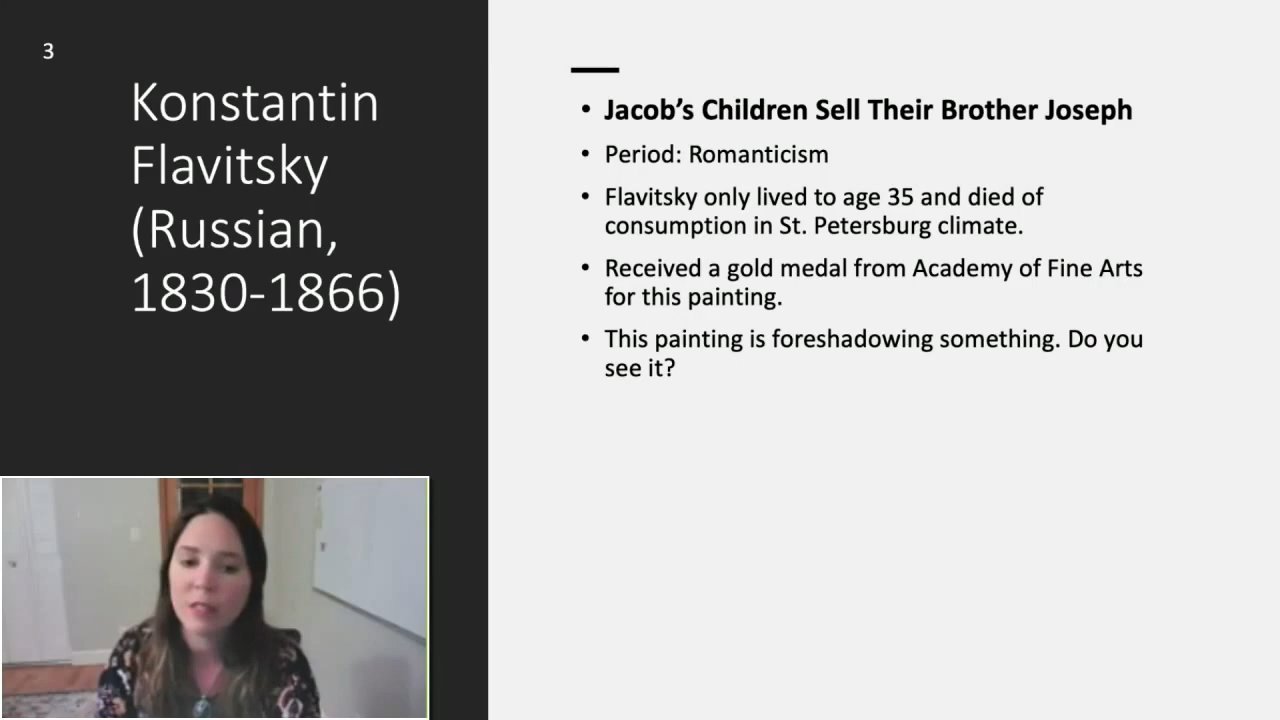 3
Konstantin
Flavitsky
(Russian,
1830-1866)
• Jacob’s Children Sell Their Brother Joseph
• Period: Romanticism
• Flavitsky only lived to age 35 and died of
consumption in St. Petersburg climate.
• Received a gold medal from Academy of Fine Arts
for this painting.
• This painting is foreshadowing something. Do you
see it?